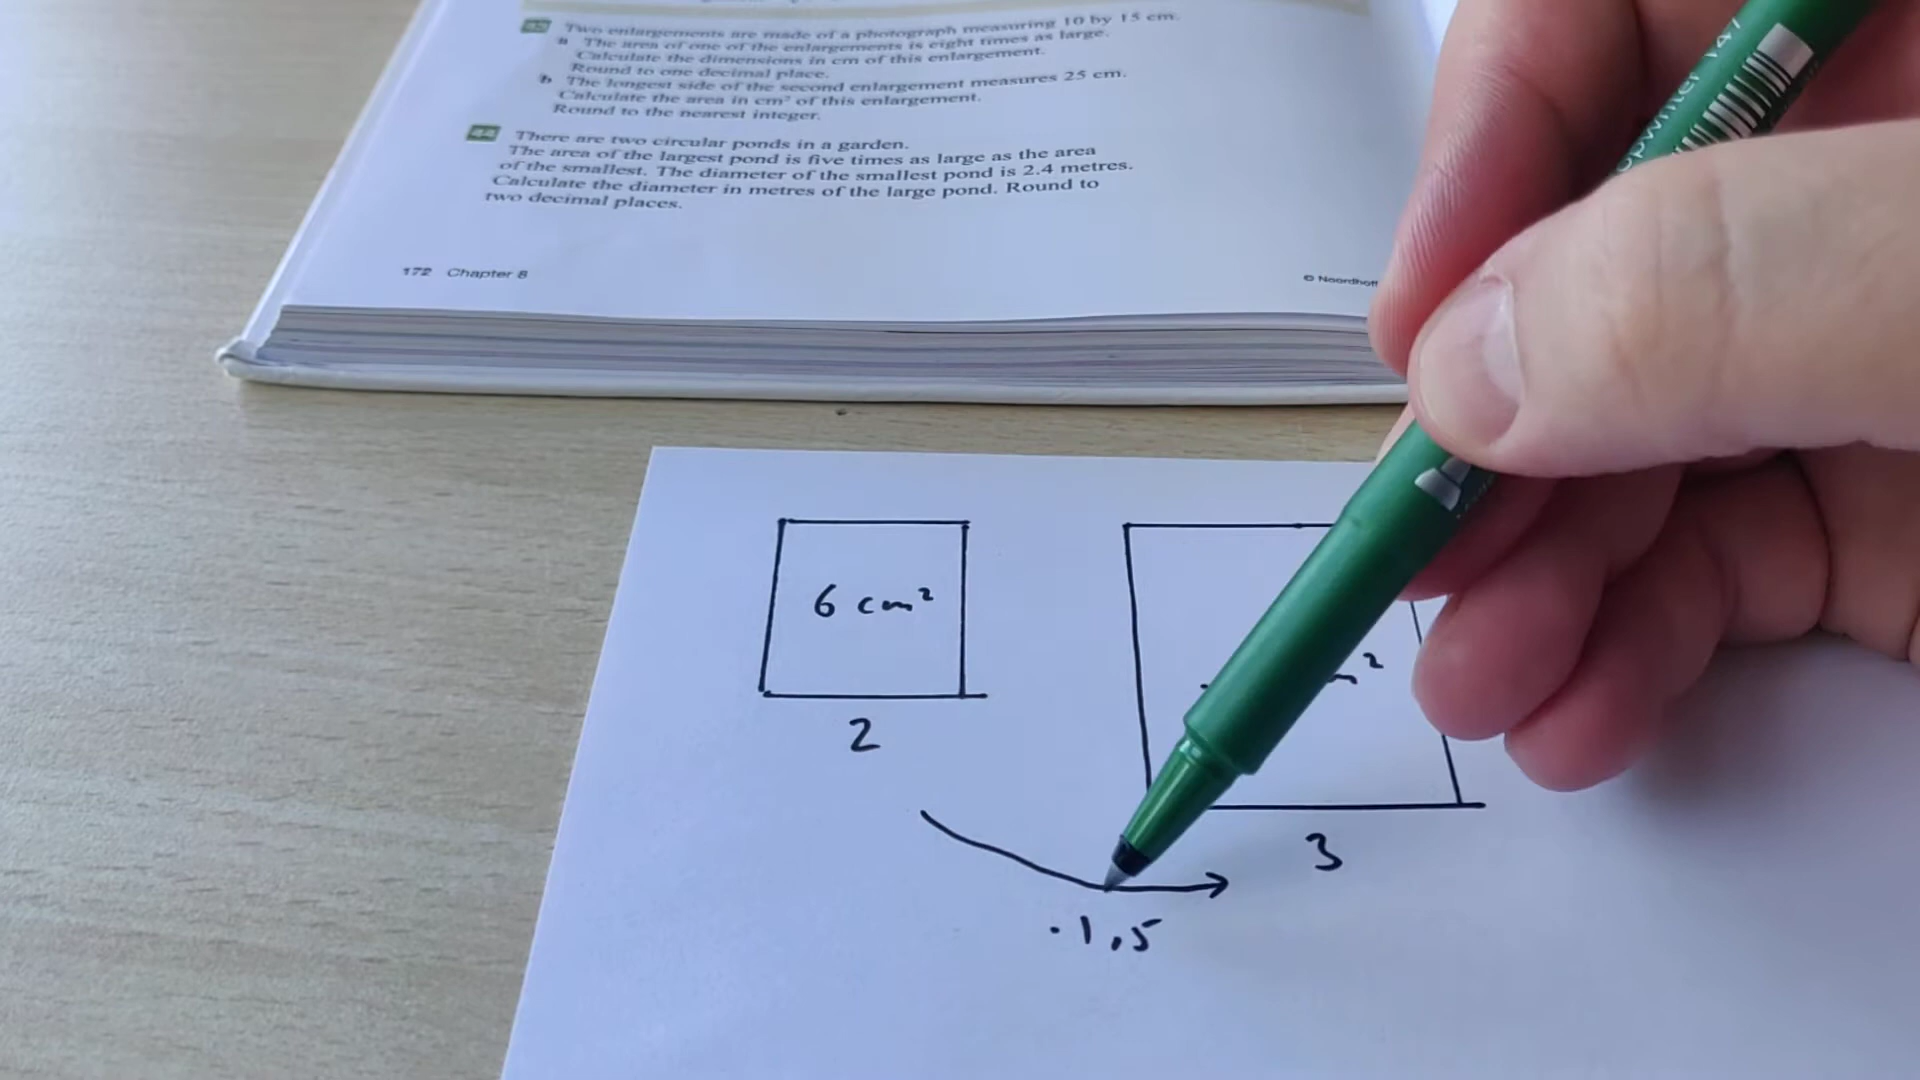 43 Two enlargements are made of a photograph measuring 10 by 15 cm.
a The area of one of the enlargements is eight times as large.
Calculate the dimensions in cm of this enlargement.
Round to one decimal place.
b The longest side of the second enlargement measures 25 cm.
Calculate the area in cm² of this enlargement.
Round to the nearest integer.
44 There are two circular ponds in a garden.
The area of the largest pond is five times as large as the area
of the smallest. The diameter of the smallest pond is 2.4 metres.
Calculate the diameter in metres of the large pond. Round to
two decimal places.
172 Chapter 8
© Noordhoff
147
6 cm²
2
m²
3
·1,5